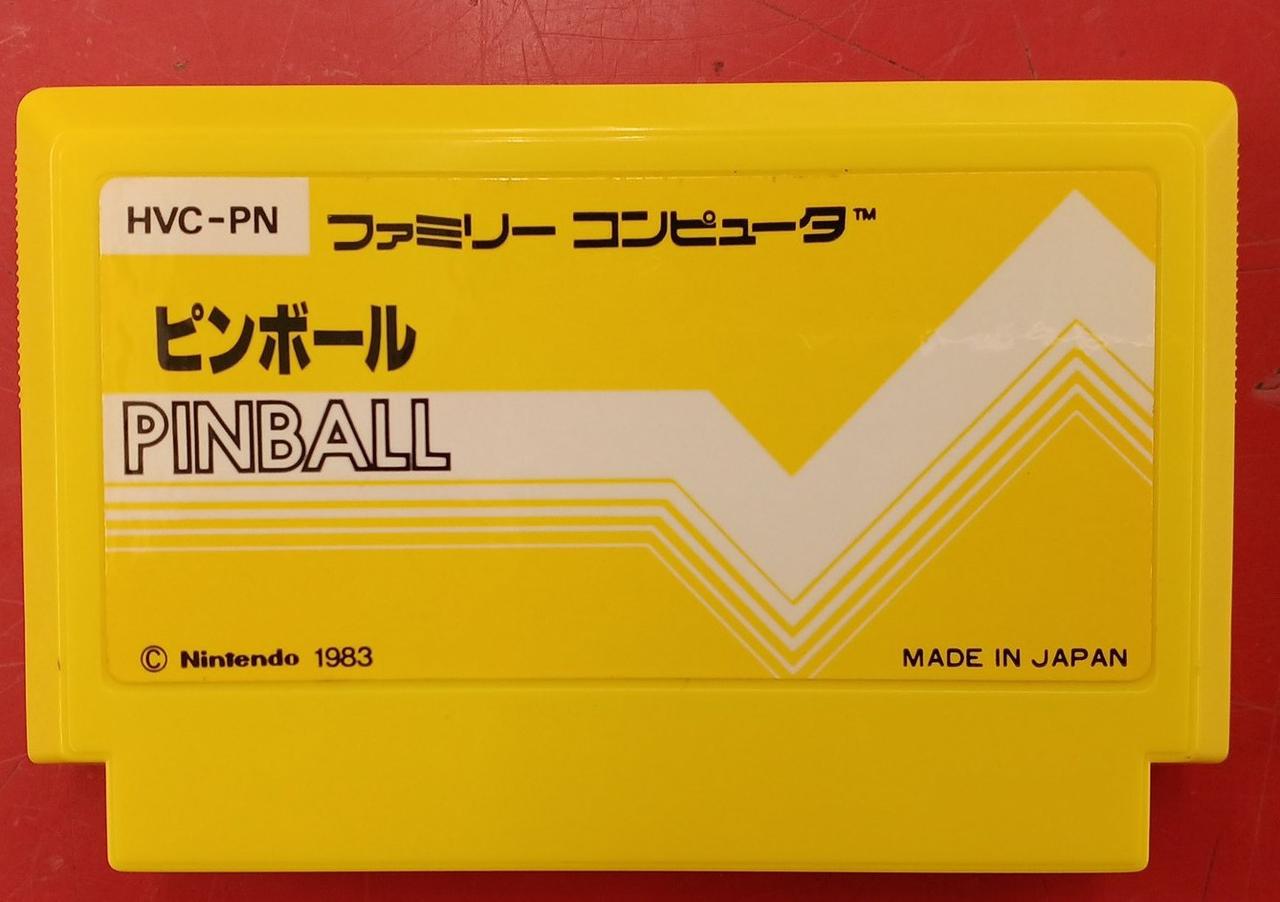 HVC-PN
ファミリー コンピュータ™
ピンボール
PINBALL
© Nintendo 1983
MADE IN JAPAN